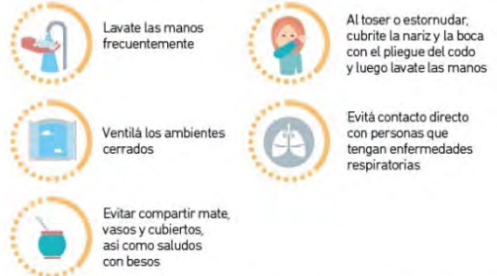 Lavate las manos
frecuentemente
Al toser o estornudar,
cubrite la nariz y la boca
con el pliegue del codo
y luego lavate las manos
Ventilá los ambientes
cerrados
Evitá contacto directo
con personas que
tengan enfermedades
respiratorias
Evitar compartir mate,
vasos y cubiertos,
asi como saludos
con besos